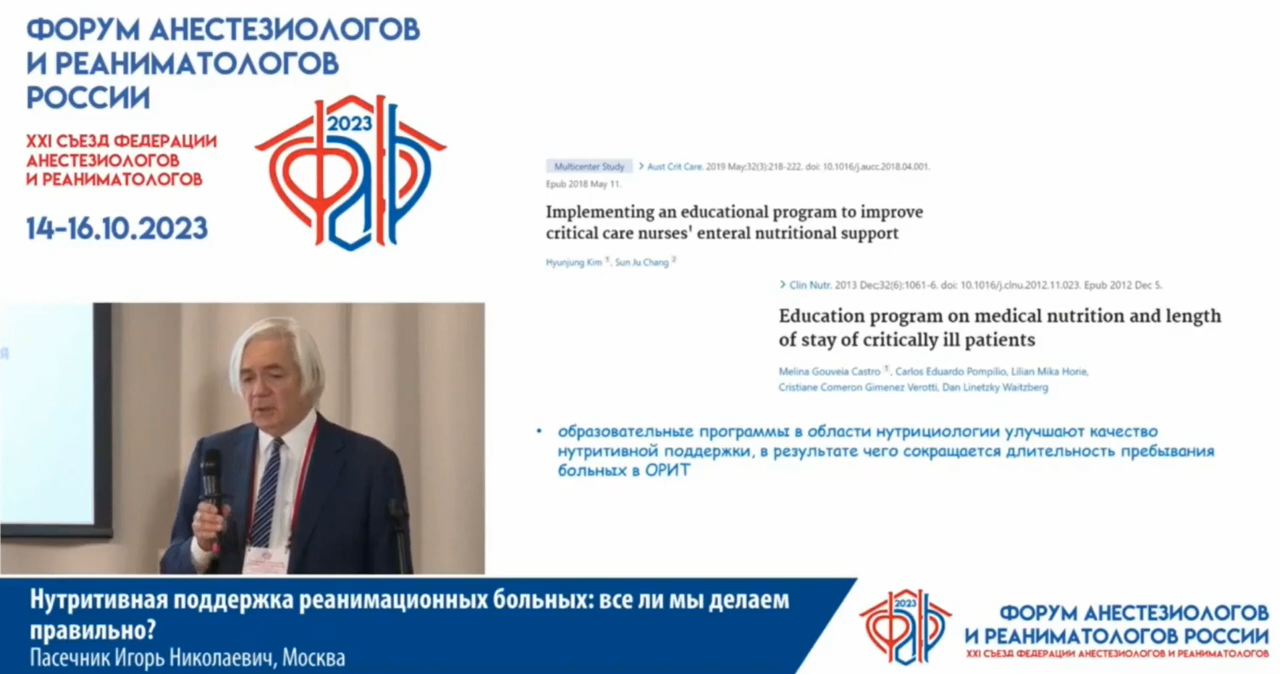 ФОРУМ АНЕСТЕЗИОЛОГОВ
И РЕАНИМАТОЛОГОВ
РОССИИ
XXI СЪЕЗД ФЕДЕРАЦИИ
АНЕСТЕЗИОЛОГОВ
И РЕАНИМАТОЛОГОВ
14-16.10.2023
2023
Multicenter Study > Aust Crit Care. 2019 May;32(3):218-222. doi: 10.1016/j.aucc.2018.04.001.
Epub 2018 May 11.
Implementing an educational program to improve
critical care nurses' enteral nutritional support
Hyunjung Kim 1, Sun Ju Chang 2
> Clin Nutr. 2013 Dec;32(6):1061-6. doi: 10.1016/j.clnu.2012.11.023. Epub 2012 Dec 5.
Education program on medical nutrition and length
of stay of critically ill patients
Melina Gouveia Castro 1, Carlos Eduardo Pompilio, Lilian Mika Horie,
Cristiane Comeron Gimenez Verotti, Dan Linetzky Waitzberg
• образовательные программы в области нутрициологии улучшают качество
нутритивной поддержки, в результате чего сокращается длительность пребывания
больных в ОРИТ
Нутритивная поддержка реанимационных больных: все ли мы делаем
правильно?
Пасечник Игорь Николаевич, Москва
2023
ФОРУМ АНЕСТЕЗИОЛОГОВ
И РЕАНИМАТОЛОГОВ РОССИИ
XXI СЪЕЗД ФЕДЕРАЦИИ АНЕСТЕЗИОЛОГОВ И РЕАНИМАТОЛОГОВ